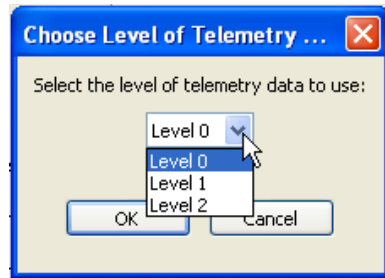 Choose Level of Telemetry ...
Select the level of telemetry data to use:
Level 0
Level 0
Level 1
Level 2
OK
Cancel